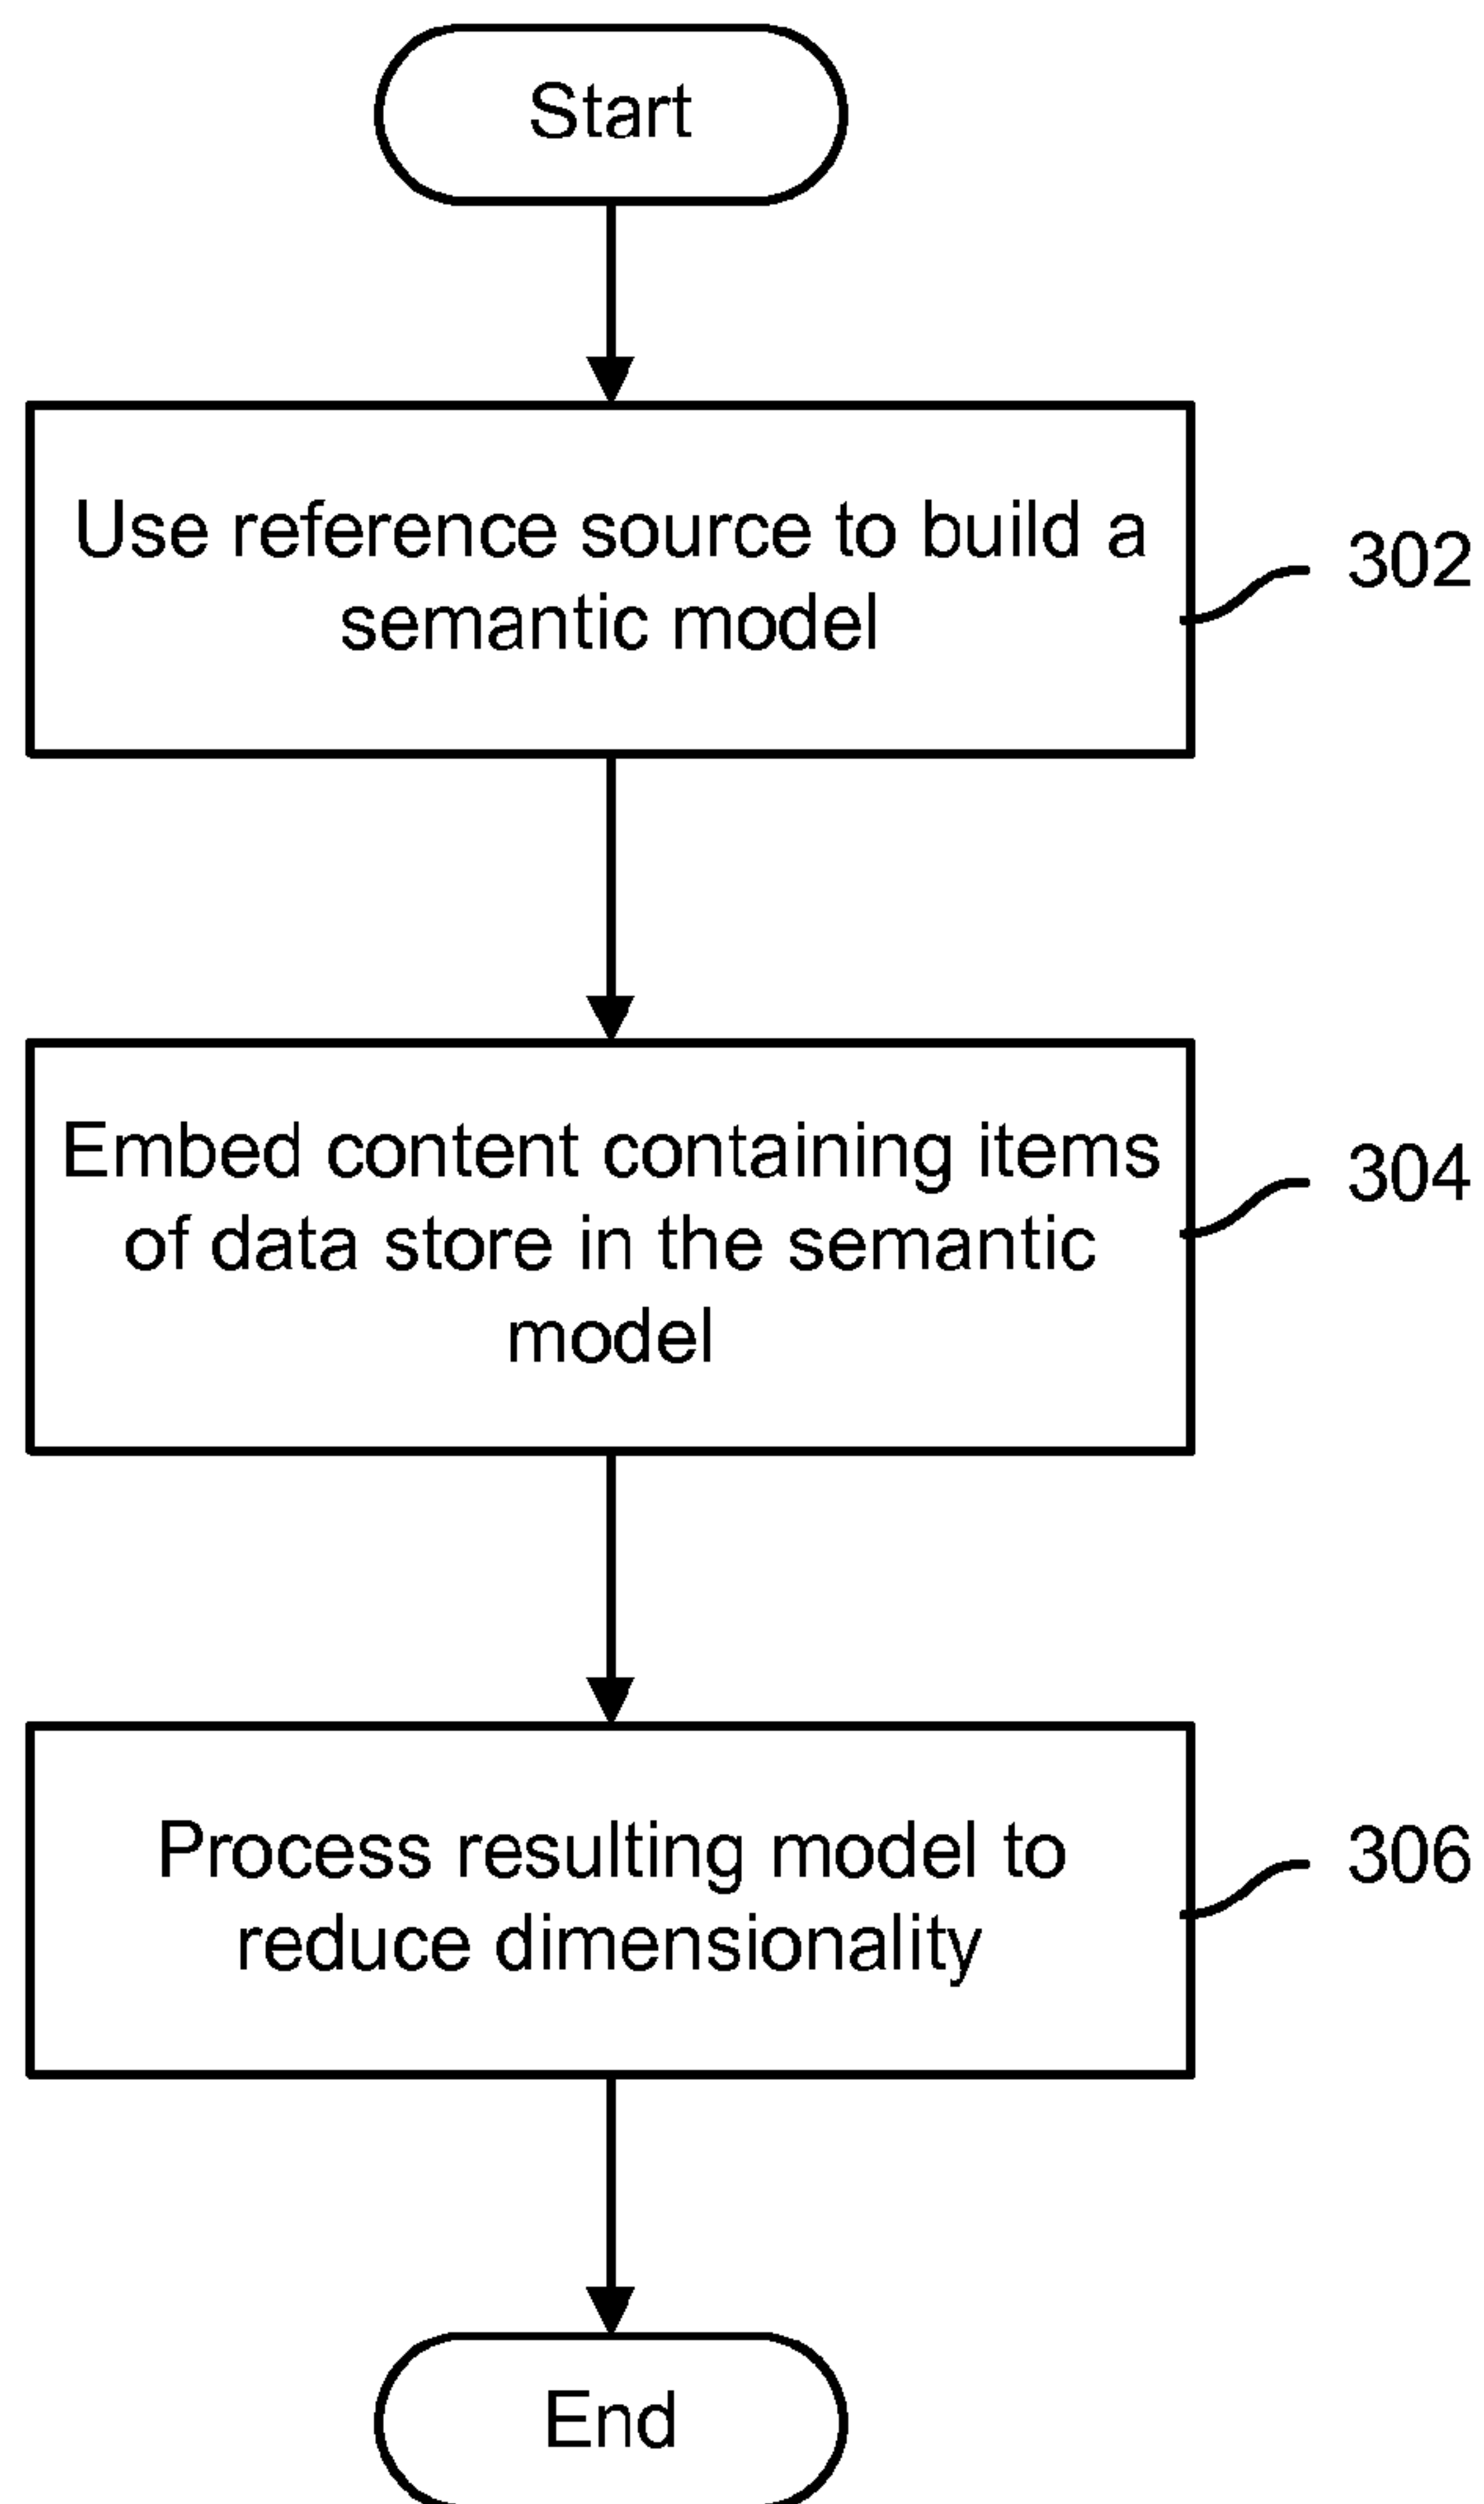 Start
Use reference source to build a
semantic model
302
Embed content containing items
of data store in the semantic
model
304
Process resulting model to
reduce dimensionality
306
End